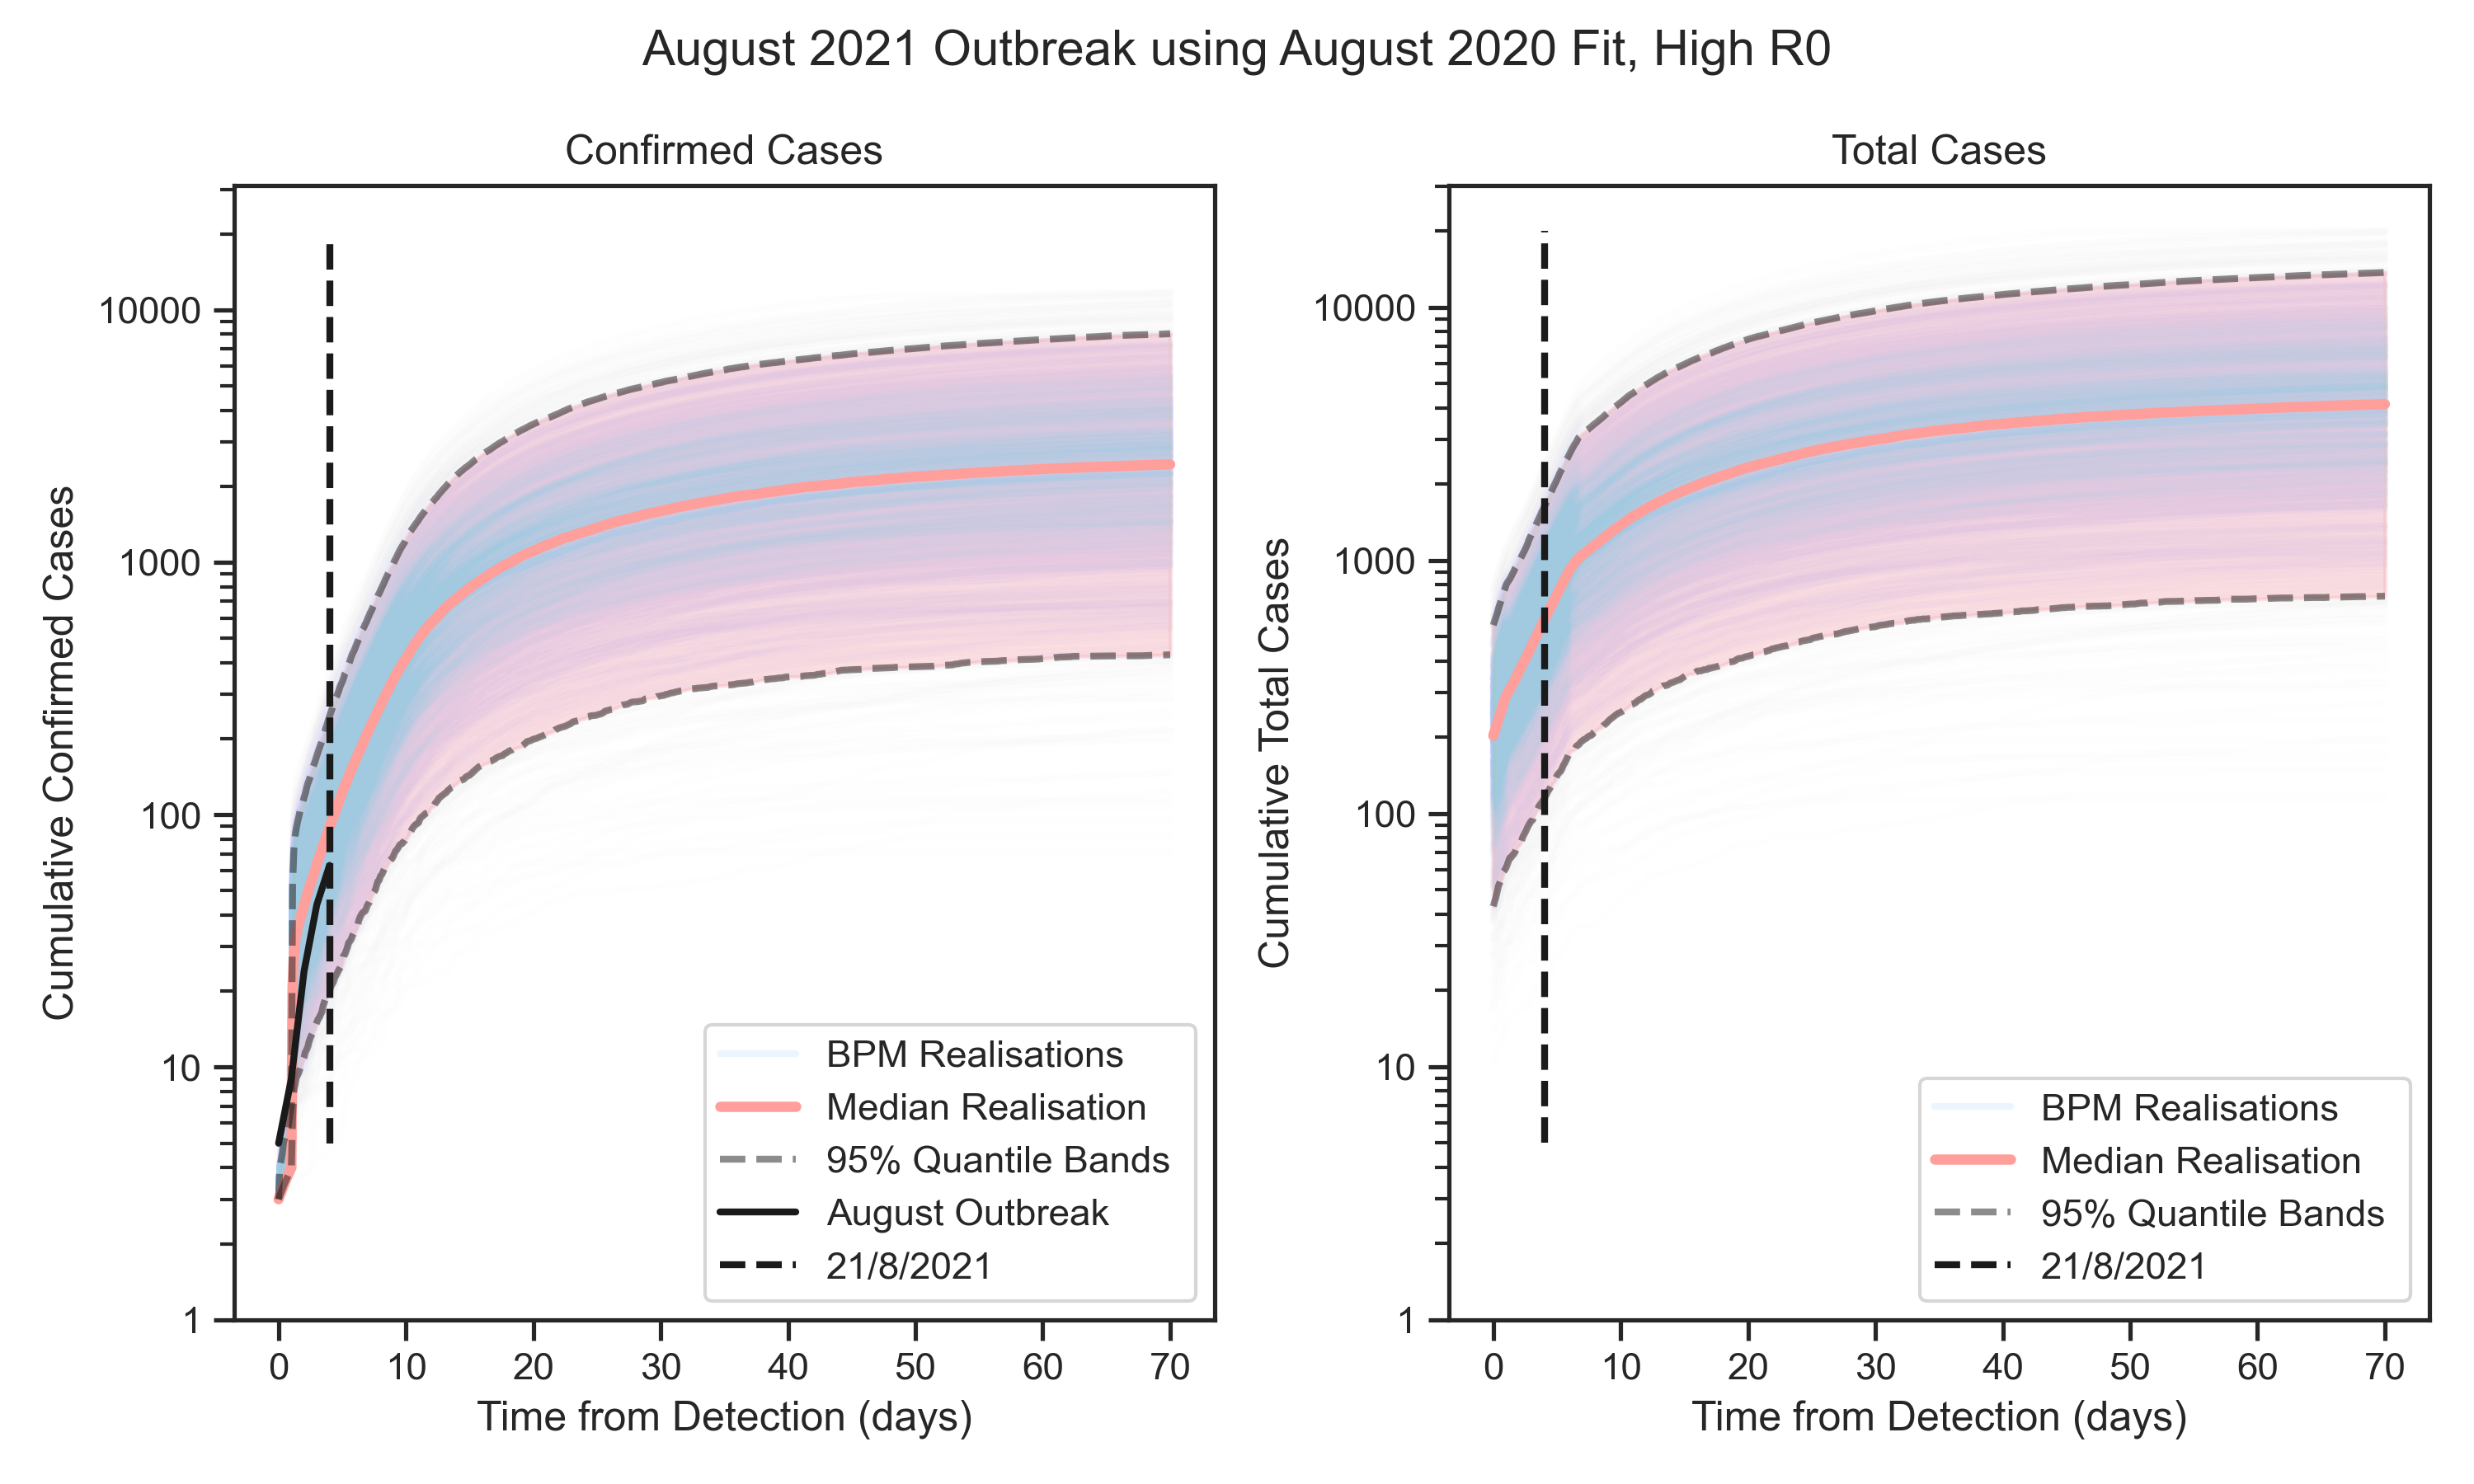 August 2021 Outbreak using August 2020 Fit, High R0
Confirmed Cases
Cumulative Confirmed Cases
10000
1000
100
10
1
0 10 20 30 40 50 60 70
Time from Detection (days)
BPM Realisations
Median Realisation
95% Quantile Bands
August Outbreak
21/8/2021
Total Cases
Cumulative Total Cases
10000
1000
100
10
1
0 10 20 30 40 50 60 70
Time from Detection (days)
BPM Realisations
Median Realisation
95% Quantile Bands
21/8/2021